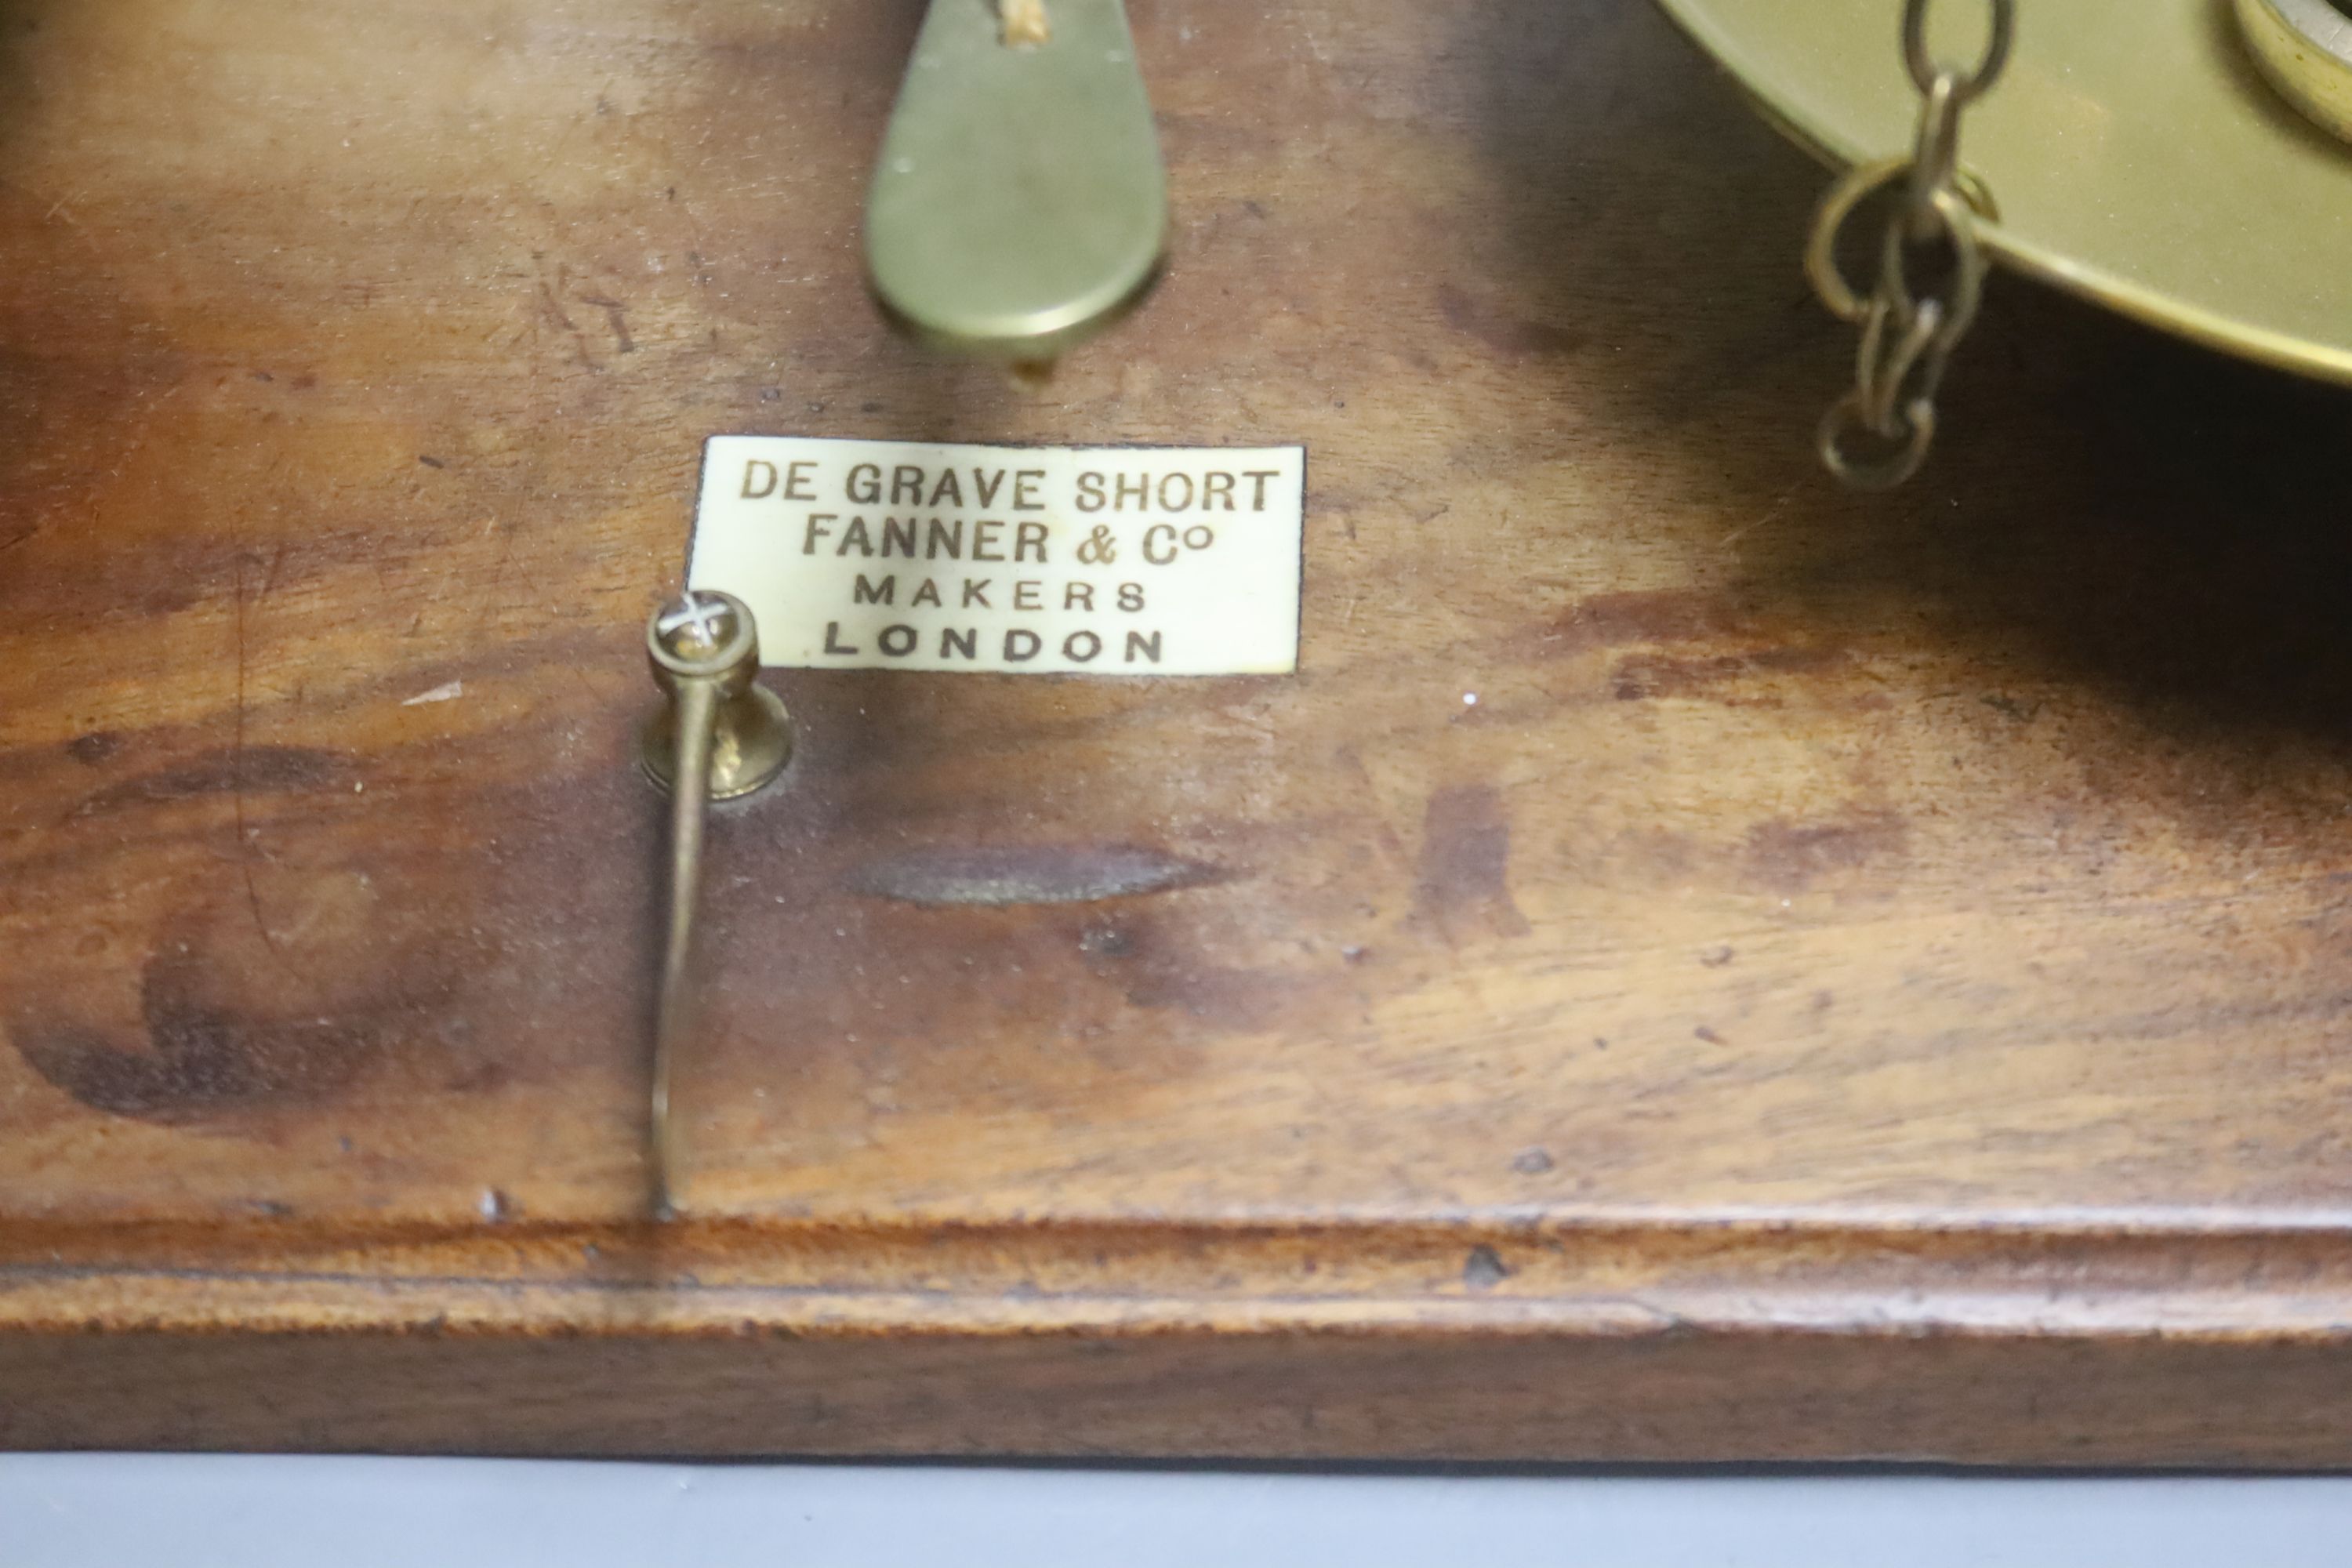 DE GRAVE SHORT
FANNER & Cº
MAKERS
LONDON